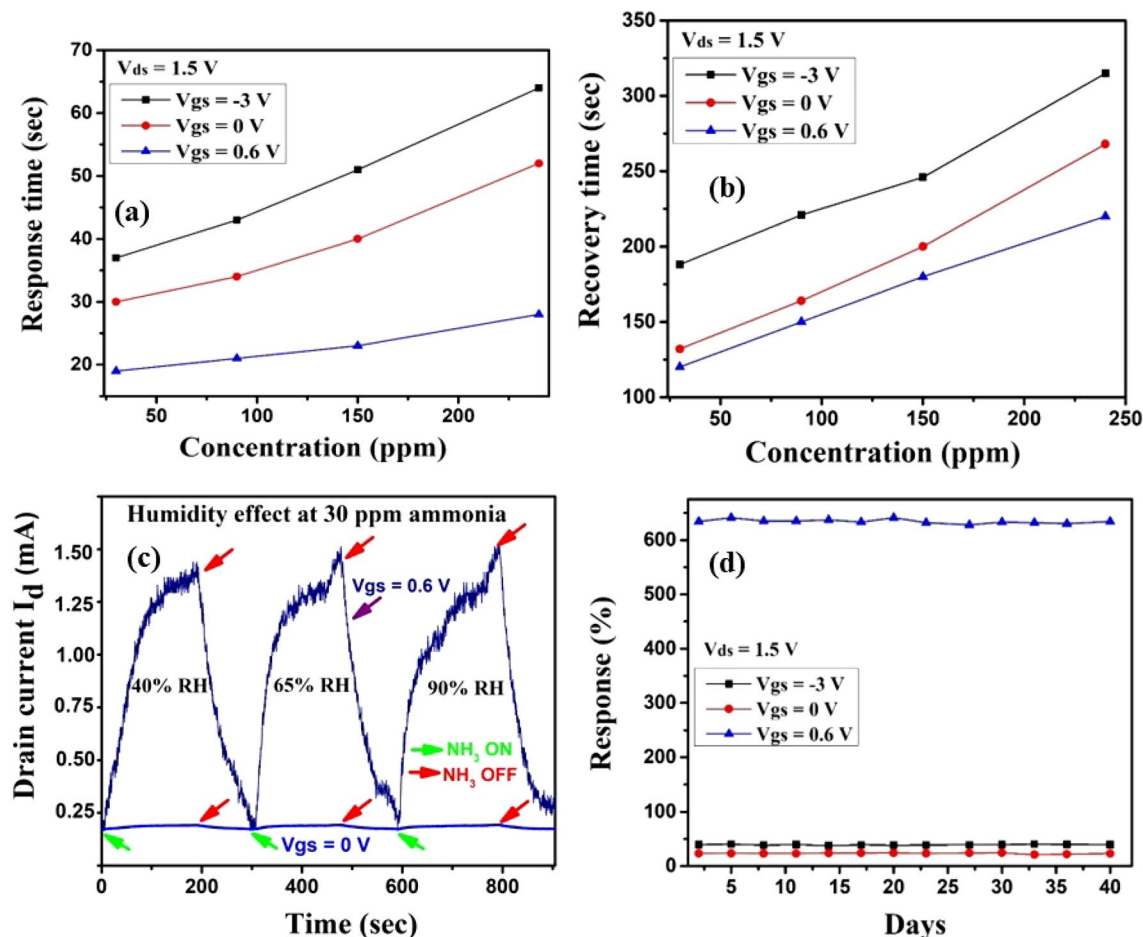 70
60
50
40
30
20
Response time (sec)
Vds = 1.5 V
Vgs = -3 V
Vgs = 0 V
Vgs = 0.6 V
(a)
50 100 150 200
Concentration (ppm)
350
300
250
200
150
100
Recovery time (sec)
Vds = 1.5 V
Vgs = -3 V
Vgs = 0 V
Vgs = 0.6 V
(b)
50 100 150 200 250
Concentration (ppm)
Drain current Id (mA)
1.50
1.25
1.00
0.75
0.50
0.25
Humidity effect at 30 ppm ammonia
(c)
Vgs = 0.6 V
40% RH 65% RH 90% RH
NH3 ON
NH3 OFF
Vgs = 0 V
0 200 400 600 800
Time (sec)
Response (%)
600
500
400
300
200
100
0
(d)
Vds = 1.5 V
Vgs = -3 V
Vgs = 0 V
Vgs = 0.6 V
5 10 15 20 25 30 35 40
Days